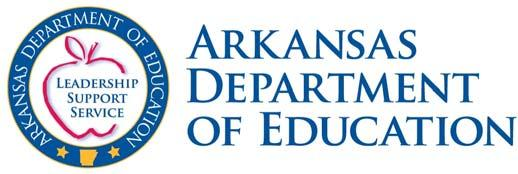 ARKANSAS DEPARTMENT OF EDUCATION
LEADERSHIP
SUPPORT
SERVICE
ARKANSAS
DEPARTMENT
OF EDUCATION